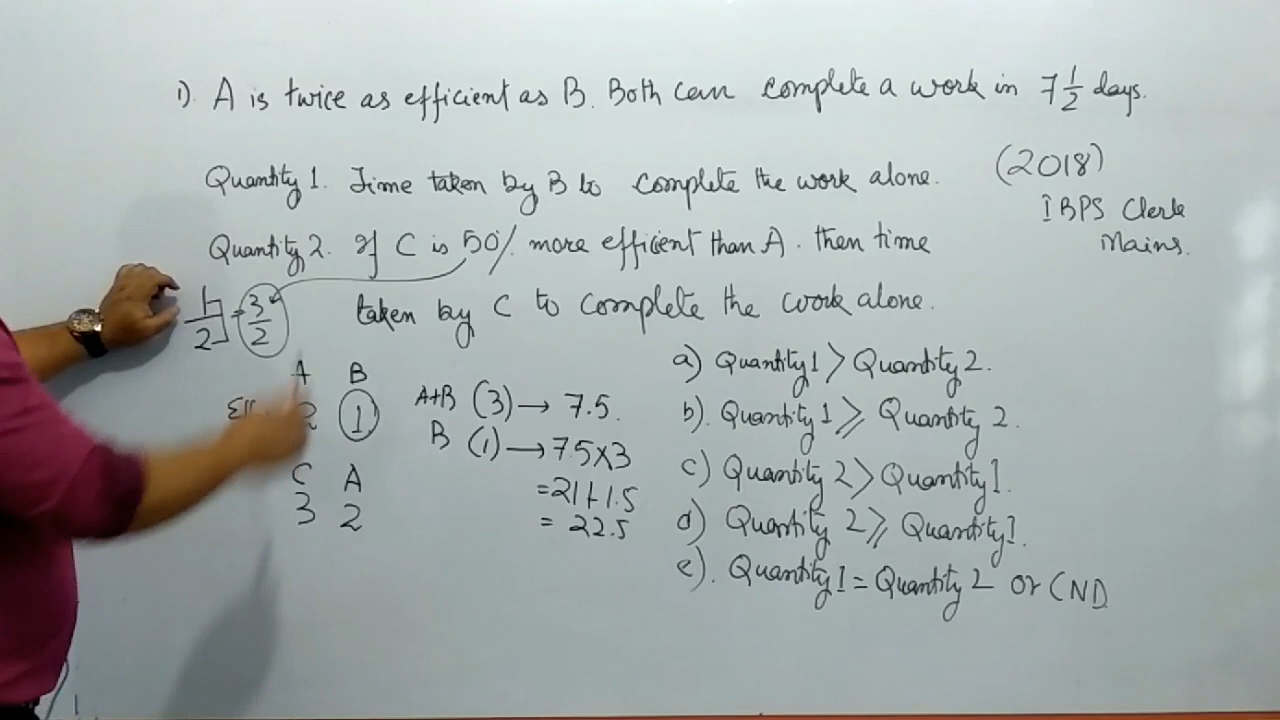 1). A is twice as efficient as B. Both can complete a work in 7 1/2 days.
Quantity 1. Time taken by B to complete the work alone.
(2018)
IBPS Clerk
Mains.
Quantity 2. If C is 50% more efficient than A. then time
taken by C to complete the work alone.
1/2 = 3/2
A B
2 1
C A
3 2
A+B (3) → 7.5.
B (1) → 7.5×3
= 21+1.5
= 22.5
a) Quantity 1 > Quantity 2.
b). Quantity 1 ≥ Quantity 2.
c) Quantity 2 > Quantity 1.
d) Quantity 2 ≥ Quantity 1.
e). Quantity 1 = Quantity 2 or CND